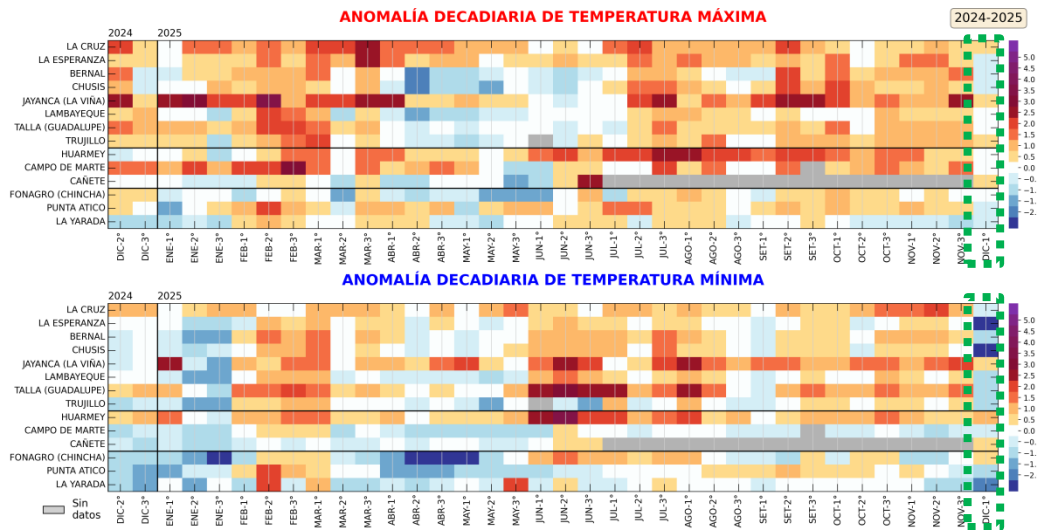 ANOMALÍA DECADIARIA DE TEMPERATURA MÁXIMA
2024-2025
2024 2025
LA CRUZ
LA ESPERANZA
BERNAL
CHUSIS
JAYANCA (LA VIÑA)
LAMBAYEQUE
TALLA (GUADALUPE)
TRUJILLO
HUARMEY
CAMPO DE MARTE
CAÑETE
FONAGRO (CHINCHA)
PUNTA ATICO
LA YARADA
5.0
4.0
3.0
2.5
2.0
1.5
1.0
0.5
0.0
−0.
−1.
−1.
−2.
DIC-2° DIC-3° ENE-1° ENE-2° ENE-3° FEB-1° FEB-2° FEB-3° MAR-1° MAY-2° MAR-3° ABR-1° ABR-2° ABR-3° MAY-1° MAY-2° MAY-3° JUN-1° JUN-2° JUN-3° JUL-1° JUL-2° JUL-3° AGO-1° AGO-2° AGO-3° SET-1° SET-2° SET-3° OCT-1° OCT-2° OCT-3° NOV-1° NOV-2° NOV-3° DIC-1°
ANOMALÍA DECADIARIA DE TEMPERATURA MÍNIMA
2024 2025
LA CRUZ
LA ESPERANZA
BERNAL
CHUSIS
JAYANCA (LA VIÑA)
LAMBAYEQUE
TALLA (GUADALUPE)
TRUJILLO
HUARMEY
CAMPO DE MARTE
CAÑETE
FONAGRO (CHINCHA)
PUNTA ATICO
LA YARADA
5.0
4.0
3.0
2.5
2.0
1.5
1.0
0.5
0.0
−0.
−1.
−1.
−2.
Sin
datos
DIC-2° DIC-3° ENE-1° ENE-2° ENE-3° FEB-1° FEB-2° FEB-3° MAR-1° MAY-2° MAR-3° ABR-1° ABR-2° ABR-3° MAY-1° MAY-2° MAY-3° JUN-1° JUN-2° JUN-3° JUL-1° JUL-2° JUL-3° AGO-1° AGO-2° AGO-3° SET-1° SET-2° SET-3° OCT-1° OCT-2° OCT-3° NOV-1° NOV-2° NOV-3° DIC-1°